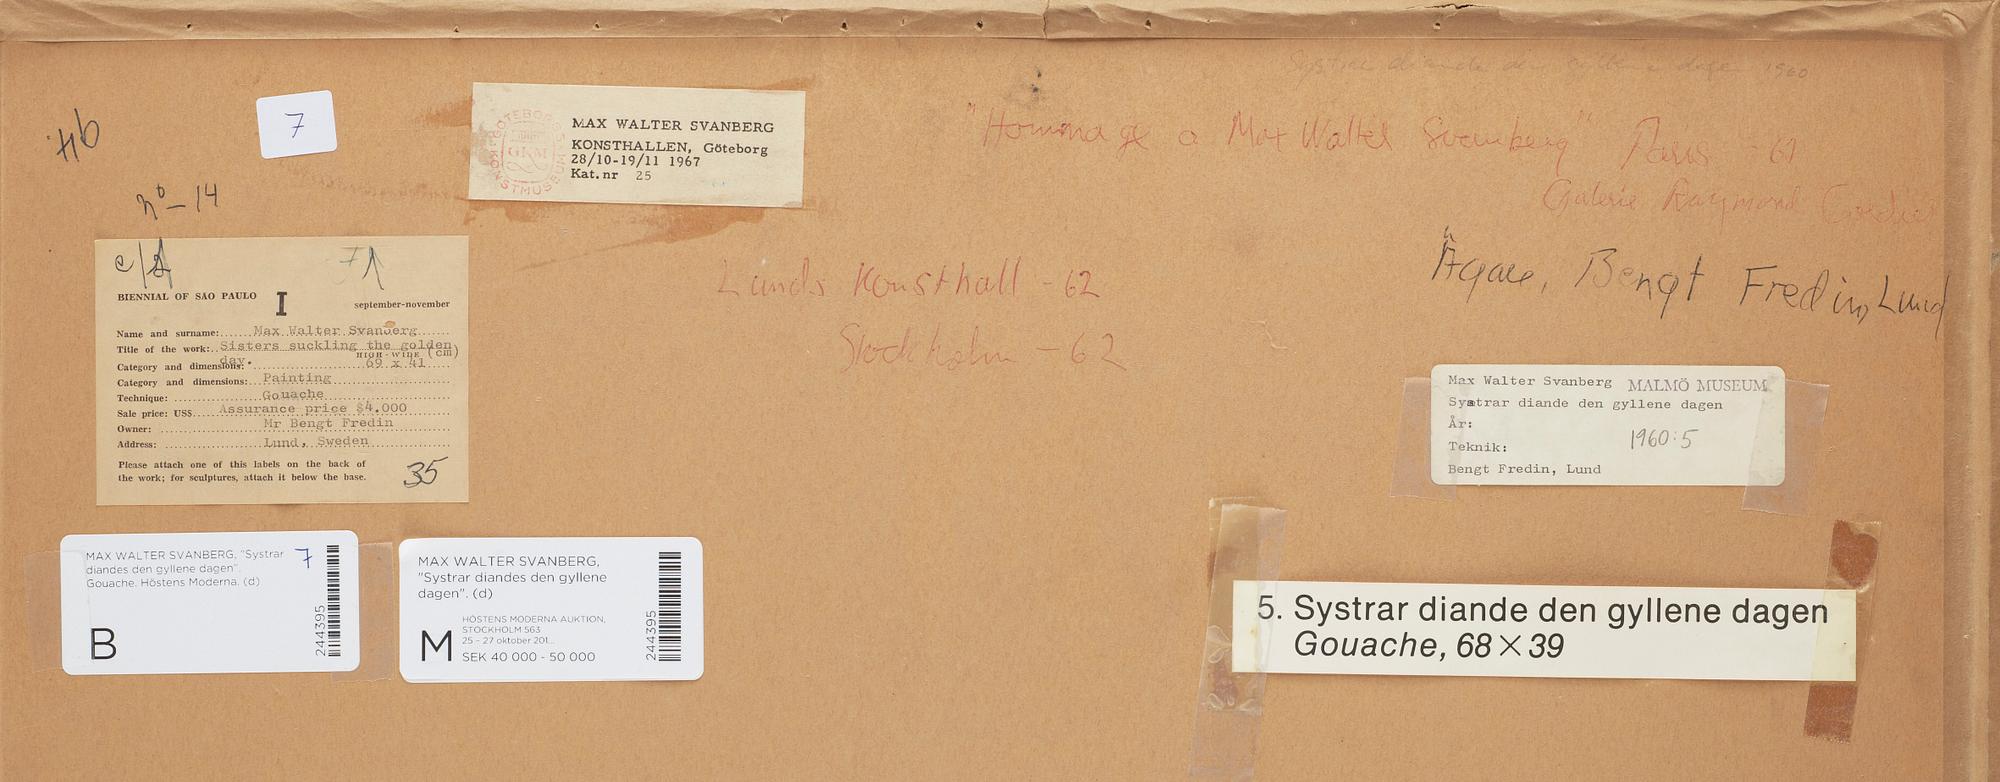 Systrar diande den gyllene dagen 1960
7
GÖTEBORGS KONSTMUSEUM
GKM
MAX WALTER SVANBERG
KONSTHALLEN, Göteborg
28/10-19/11 1967
Kat.nr 25
"Hommage a Max Walter Svanberg" Paris -61
Galerie Raymond Cordier
no-14
Lunds Konsthall -62
Stockholm -62
Ägare, Bengt Fredin, Lund
BIENNIAL OF SAO PAULO I
september-november
Name and surname: Max Walter Svanberg
Title of the work: Sisters suckling the golden
day.
HIGH - WIDE (cm)
Category and dimensions: 69 x 41
Category and dimensions: Painting
Technique: Gouache
Sale price: US$ Assurance price $4.000
Owner: Mr Bengt Fredin
Address: Lund, Sweden
Please attach one of this labels on the back of
the work; for sculptures, attach it below the base.
35
Max Walter Svanberg MALMÖ MUSEUM
Systrar diande den gyllene dagen
År:
1960:5
Teknik:
Bengt Fredin, Lund
MAX WALTER SVANBERG, "Systrar
diandes den gyllene dagen".
Gouache. Höstens Moderna. (d)
7
B
244395
MAX WALTER SVANBERG,
"Systrar diandes den gyllene
dagen". (d)
HÖSTENS MODERNA AUKTION,
STOCKHOLM 563
25 - 27 oktober 201...
M SEK 40 000 - 50 000
244395
5. Systrar diande den gyllene dagen
Gouache, 68×39